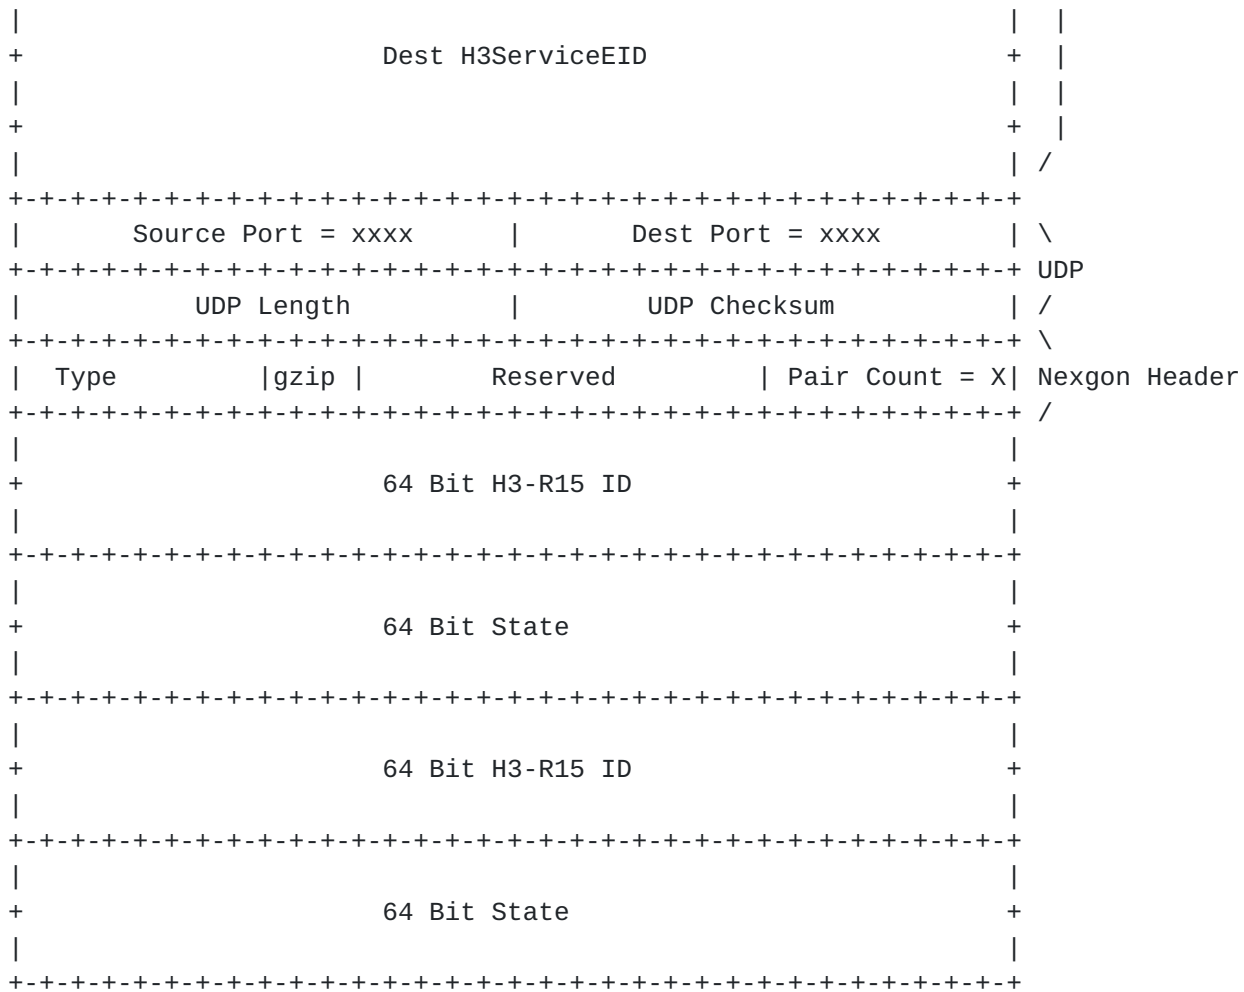 |                                                               |  |
+                       Dest H3ServiceEID                       +  |
|                                                               |  |
+                                                               +  |
|                                                               | /
+-+-+-+-+-+-+-+-+-+-+-+-+-+-+-+-+-+-+-+-+-+-+-+-+-+-+-+-+-+-+-+-+
|       Source Port = xxxx      |       Dest Port = xxxx        | \
+-+-+-+-+-+-+-+-+-+-+-+-+-+-+-+-+-+-+-+-+-+-+-+-+-+-+-+-+-+-+-+-+ UDP
|           UDP Length          |        UDP Checksum           | /
+-+-+-+-+-+-+-+-+-+-+-+-+-+-+-+-+-+-+-+-+-+-+-+-+-+-+-+-+-+-+-+-+ \
|  Type         |gzip |        Reserved         | Pair Count = X| Nexgon Header
+-+-+-+-+-+-+-+-+-+-+-+-+-+-+-+-+-+-+-+-+-+-+-+-+-+-+-+-+-+-+-+-+ /
|                                                               |
+                       64 Bit H3-R15 ID                        +
|                                                               |
+-+-+-+-+-+-+-+-+-+-+-+-+-+-+-+-+-+-+-+-+-+-+-+-+-+-+-+-+-+-+-+-+
|                                                               |
+                       64 Bit State                            +
|                                                               |
+-+-+-+-+-+-+-+-+-+-+-+-+-+-+-+-+-+-+-+-+-+-+-+-+-+-+-+-+-+-+-+-+
|                                                               |
+                       64 Bit H3-R15 ID                        +
|                                                               |
+-+-+-+-+-+-+-+-+-+-+-+-+-+-+-+-+-+-+-+-+-+-+-+-+-+-+-+-+-+-+-+-+
|                                                               |
+                       64 Bit State                            +
|                                                               |
+-+-+-+-+-+-+-+-+-+-+-+-+-+-+-+-+-+-+-+-+-+-+-+-+-+-+-+-+-+-+-+-+